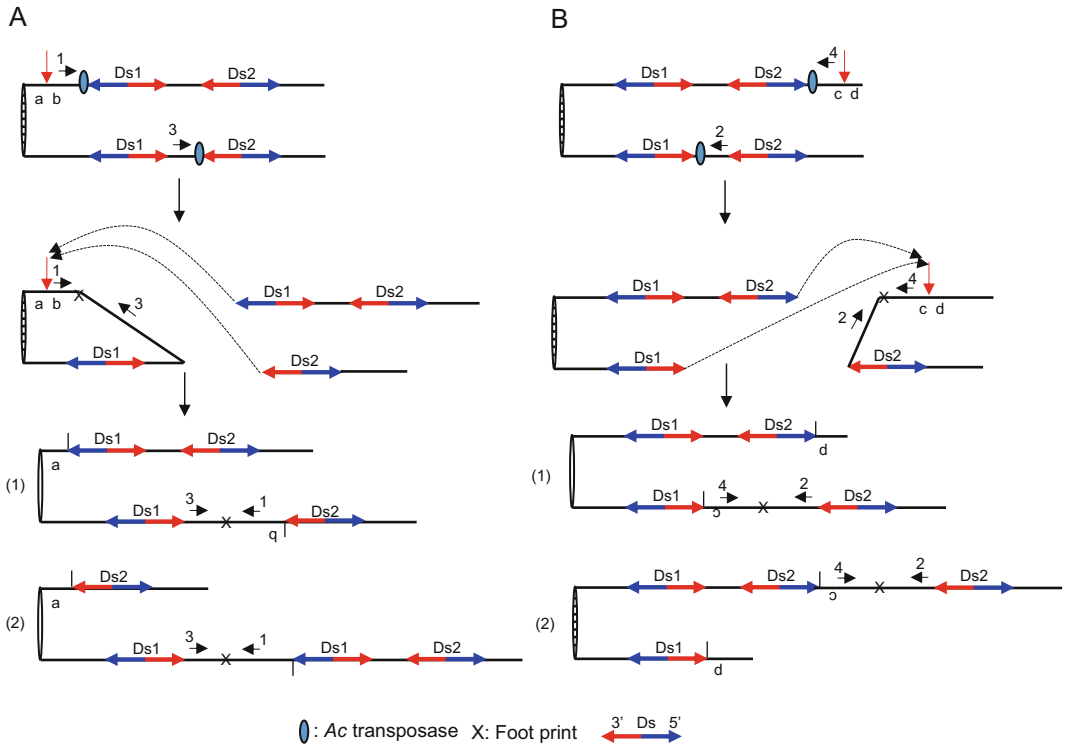 A
B
1
Ds1
Ds2
a b
3
Ds1
Ds2
4
Ds1
Ds2
c d
2
Ds1
Ds2
1
a b
X
3
Ds1
Ds2
Ds1
Ds2
Ds1
Ds2
X
4
c d
2
Ds1
Ds2
(1)
Ds1
Ds2
a
3
1
Ds1
X
Ds2
b
(1)
Ds1
Ds2
d
4
2
Ds1
X
Ds2
c
(2)
Ds2
a
3
1
Ds1
X
Ds1
Ds2
(2)
Ds1
Ds2
4
2
X
Ds2
c
Ds1
d
: Ac transposase X: Foot print 3’ Ds 5’